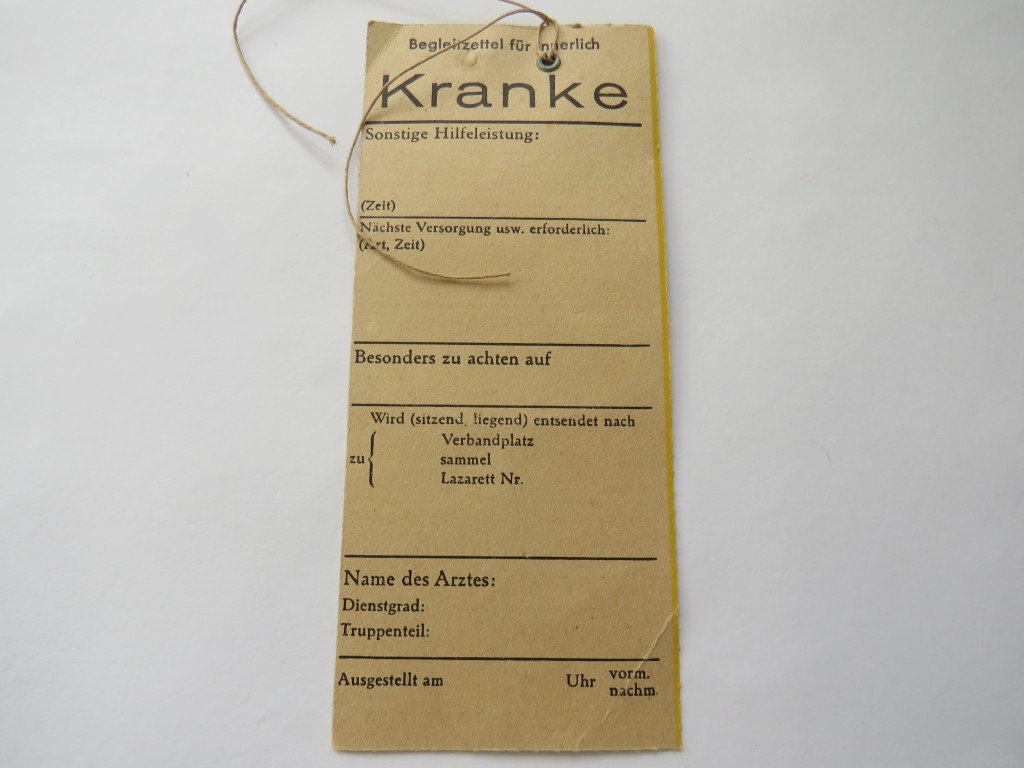 Begleitzettel für innerlich
Kranke
Sonstige Hilfeleistung:
(Zeit)
Nächste Versorgung usw. erforderlich:
(Art, Zeit)
Besonders zu achten auf
Wird (sitzend, liegend) entsendet nach
Verbandplatz
zu { sammel
Lazarett Nr.
Name des Arztes:
Dienstgrad:
Truppenteil:
Ausgestellt am Uhr vorm.
nachm.